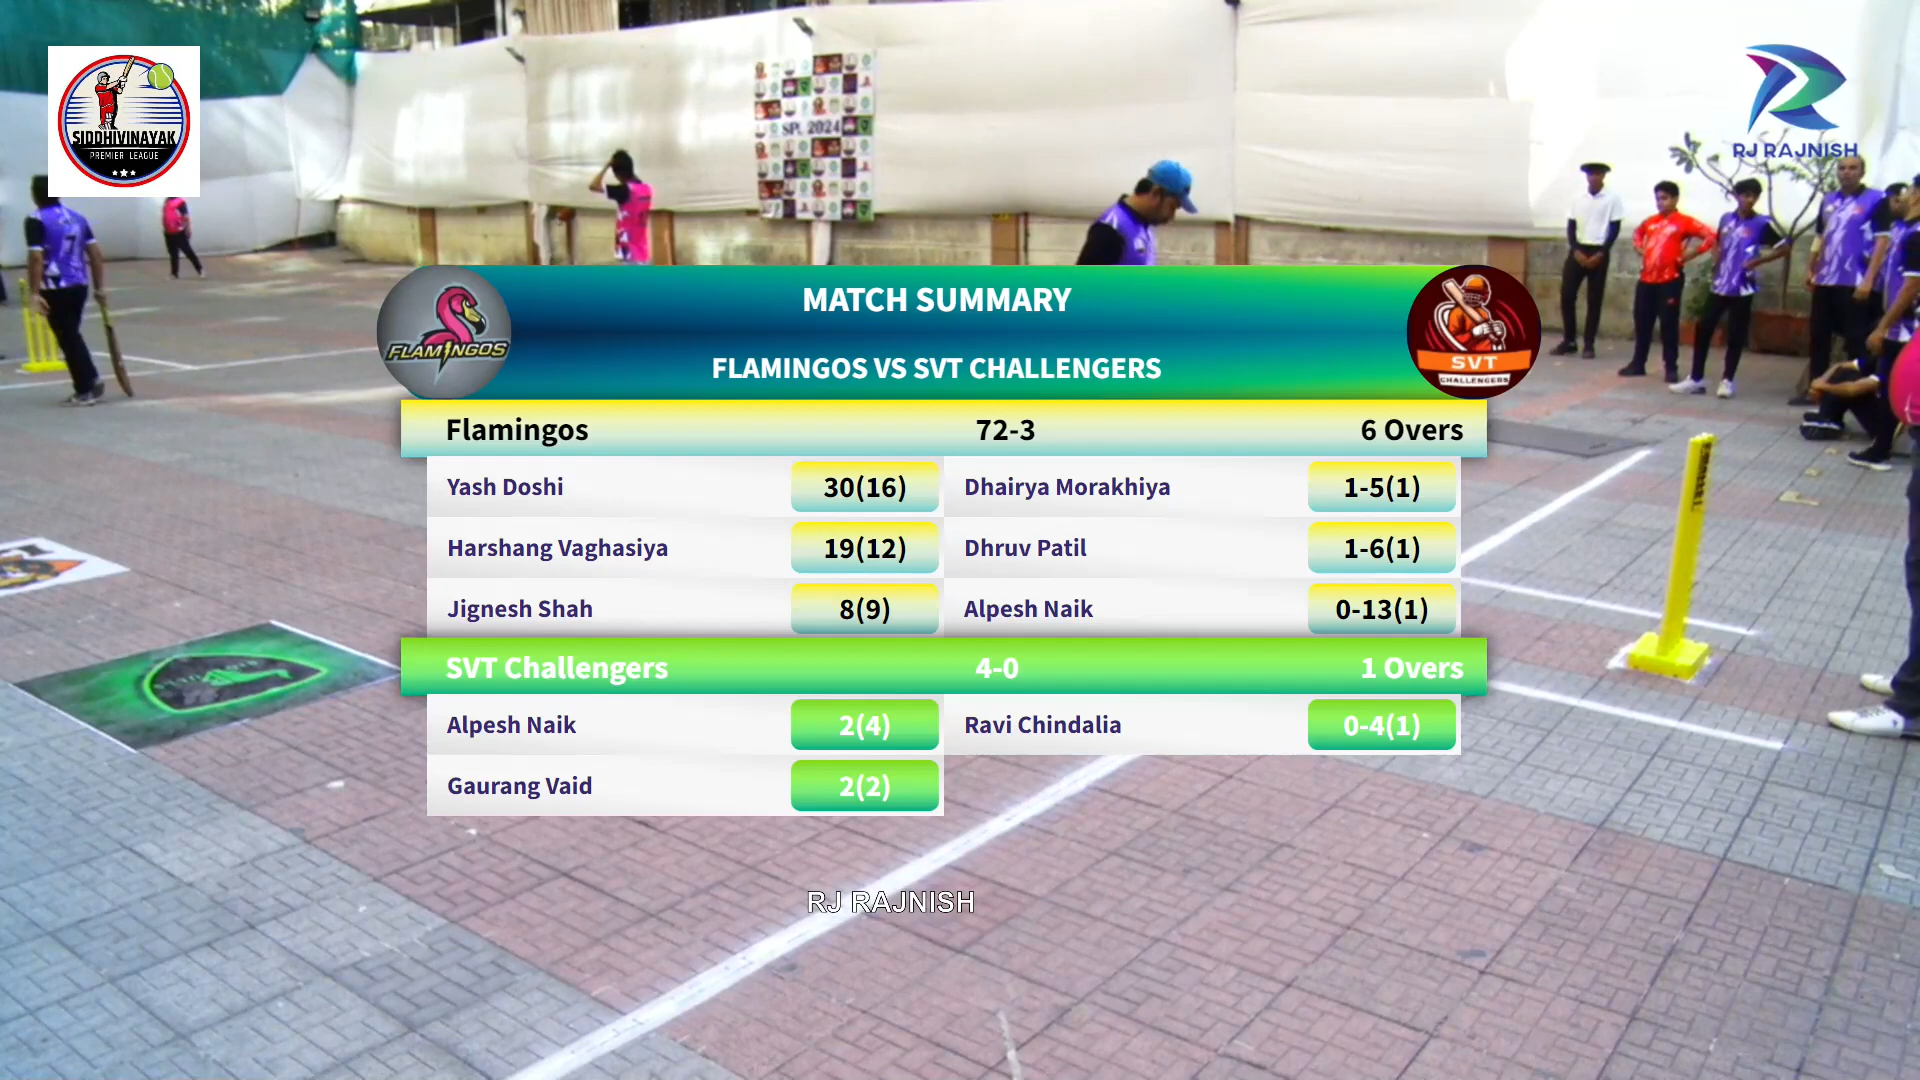 SIDDHIVINAYAK
PREMIER LEAGUE
SPL 2024
RJ RAJNISH
7
MATCH SUMMARY
FLAMINGOS VS SVT CHALLENGERS
FLAMINGOS
SVT
CHALLENGERS
Flamingos 72-3 6 Overs
Yash Doshi 30(16) Dhairya Morakhiya 1-5(1)
Harshang Vaghasiya 19(12) Dhruv Patil 1-6(1)
Jignesh Shah 8(9) Alpesh Naik 0-13(1)
SVT Challengers 4-0 1 Overs
Alpesh Naik 2(4) Ravi Chindalia 0-4(1)
Gaurang Vaid 2(2)
RJ RAJNISH